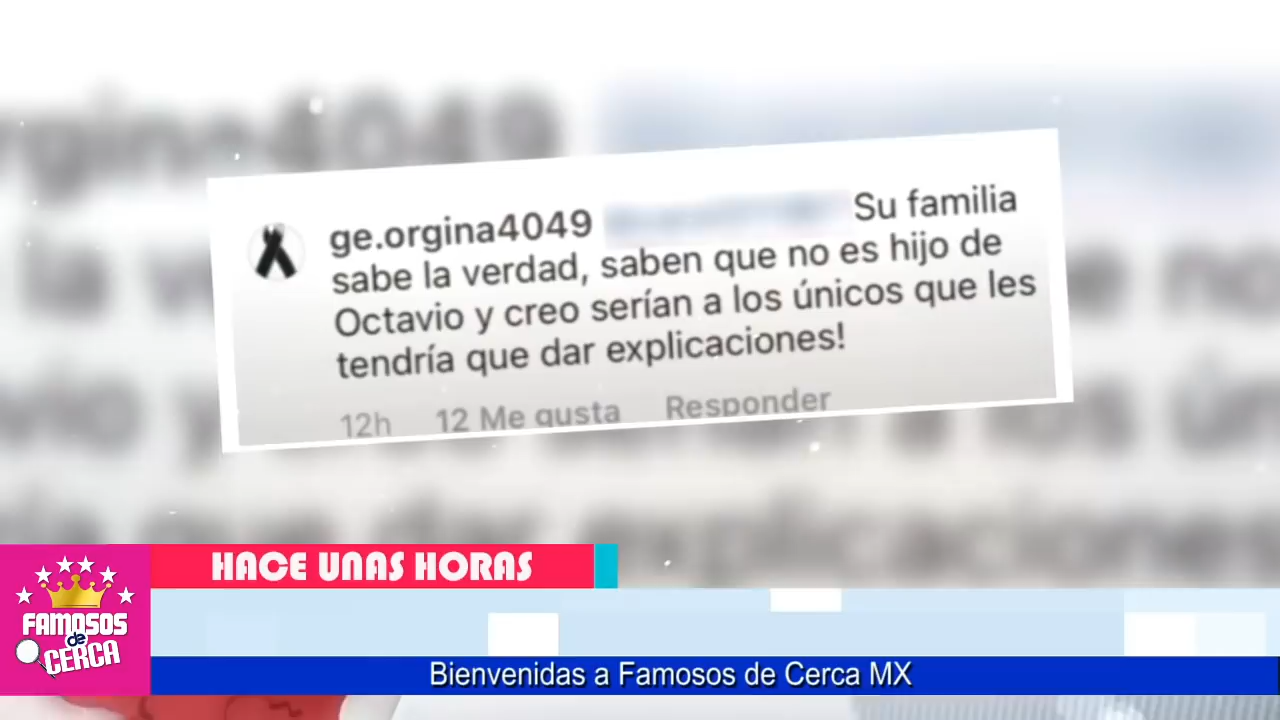 ge.orgina4049 Su familia
sabe la verdad, saben que no es hijo de
Octavio y creo serían a los únicos que les
tendría que dar explicaciones!
12h 12 Me gusta Responder
HACE UNAS HORAS
FAMOSOS
de
CERCA
Bienvenidas a Famosos de Cerca MX